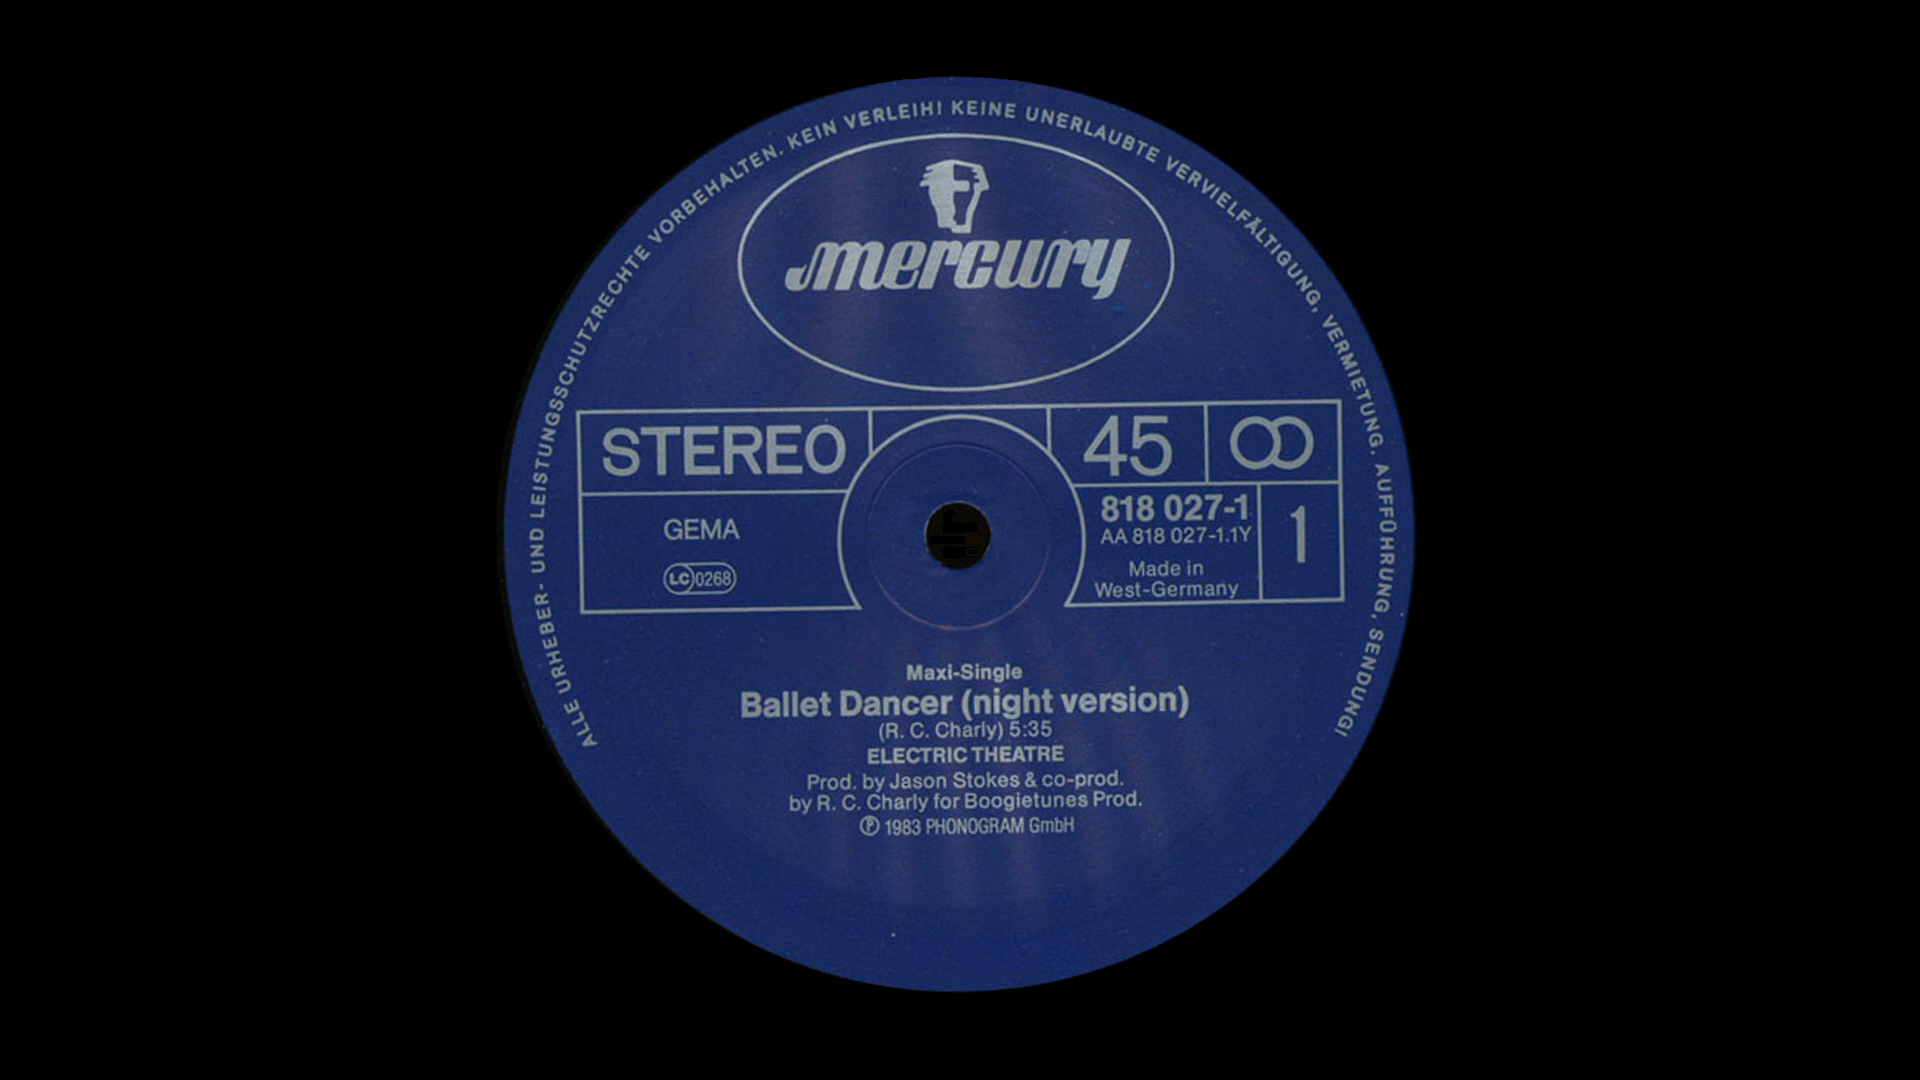 ALLE URHEBER- UND LEISTUNGSSCHUTZRECHTE VORBEHALTEN. KEIN VERLEIH! KEINE UNERLAUBTE VERVIELFÄLTIGUNG, VERMIETUNG. AUFFÜHRUNG, SENDUNG!
mercury
STEREO
45
GEMA
LC 0268
818 027-1
AA 818 027-1.1Y
Made in
West-Germany
1
Maxi-Single
Ballet Dancer (night version)
(R. C. Charly) 5:35
ELECTRIC THEATRE
Prod. by Jason Stokes & co-prod.
by R. C. Charly for Boogietunes Prod.
℗ 1983 PHONOGRAM GmbH